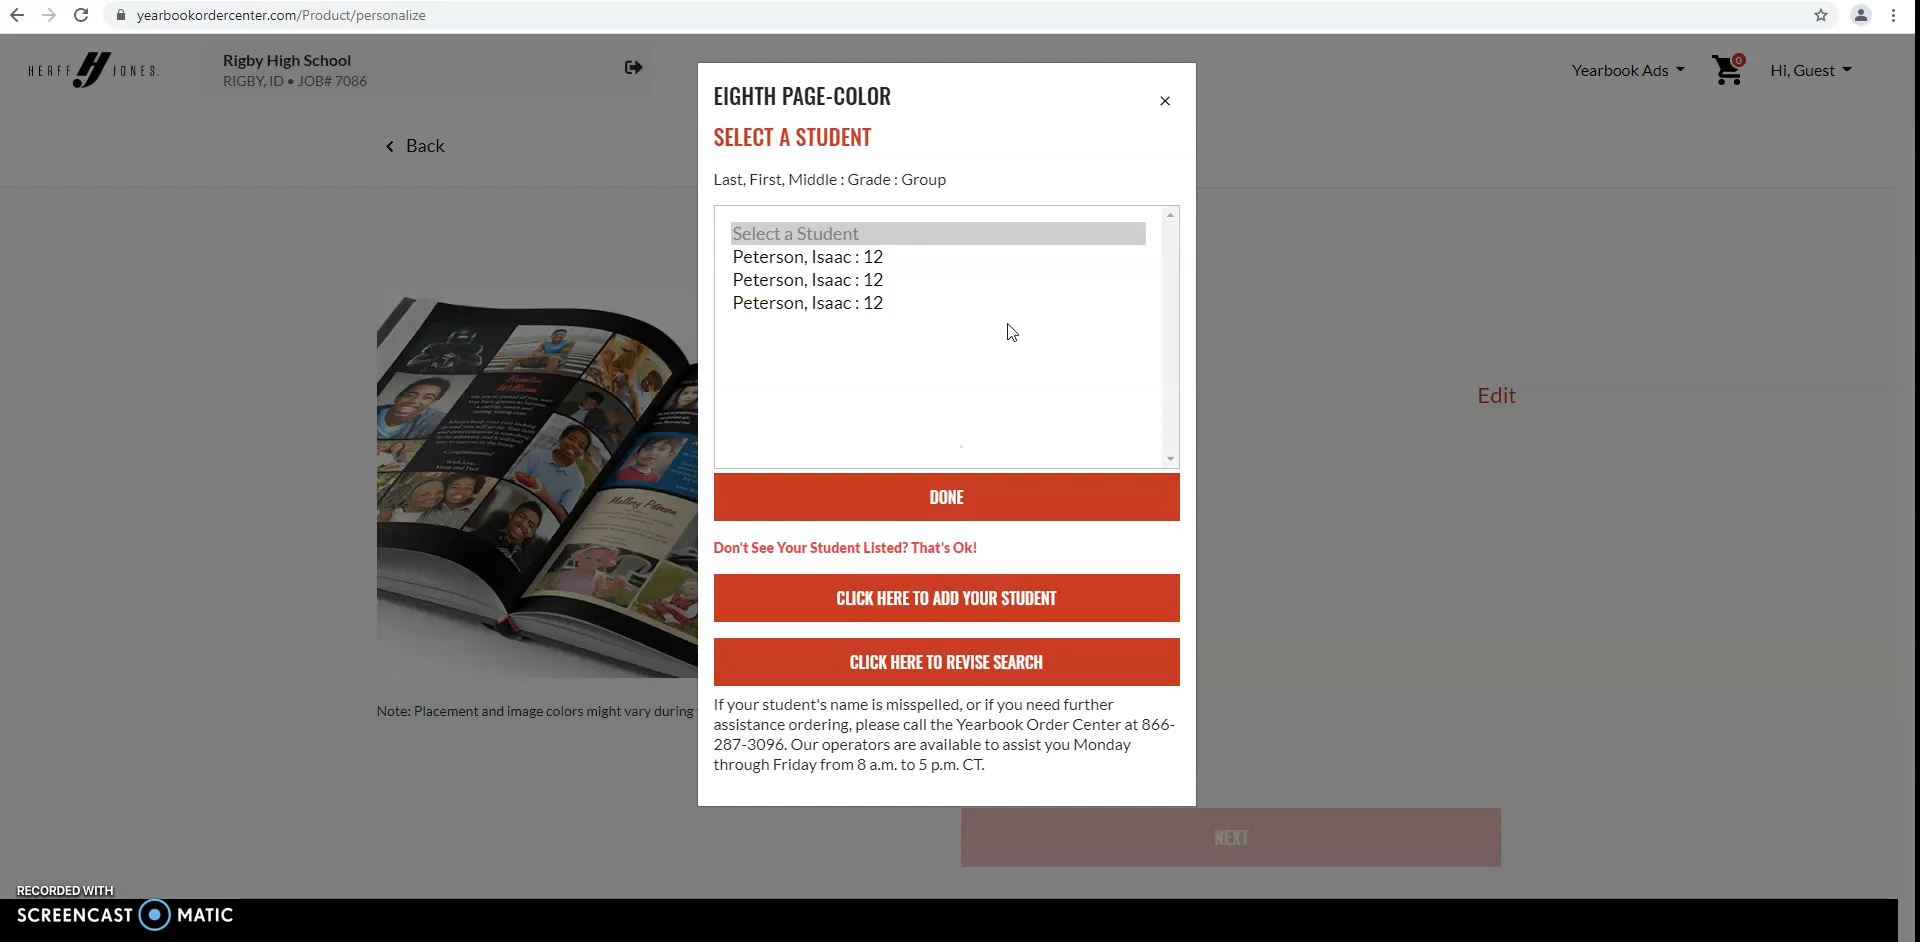 yearbookordercenter.com/Product/personalize
HERFF JONES.
Rigby High School
RIGBY, ID • JOB# 7086
Yearbook Ads
0
Hi, Guest
Back
EIGHTH PAGE-COLOR
×
SELECT A STUDENT
Last, First, Middle : Grade : Group
Select a Student
Peterson, Isaac : 12
Peterson, Isaac : 12
Peterson, Isaac : 12
Edit
Mallory Peterson
DONE
Don't See Your Student Listed? That's Ok!
CLICK HERE TO ADD YOUR STUDENT
CLICK HERE TO REVISE SEARCH
If your student's name is misspelled, or if you need further
assistance ordering, please call the Yearbook Order Center at 866-
287-3096. Our operators are available to assist you Monday
through Friday from 8 a.m. to 5 p.m. CT.
Note: Placement and image colors might vary during
NEXT
RECORDED WITH
SCREENCAST MATIC